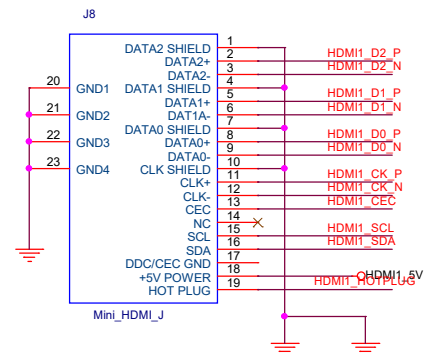 J8
DATA2 SHIELD 1
DATA2+ 2 HDMI1_D2_P
DATA2- 3 HDMI1_D2_N
20 GND1 DATA1 SHIELD 4
DATA1+ 5 HDMI1_D1_P
21 GND2 DAT1A- 6 HDMI1_D1_N
DATA0 SHIELD 7
22 GND3 DATA0+ 8 HDMI1_D0_P
DATA0- 9 HDMI1_D0_N
23 GND4 CLK SHIELD 10
CLK+ 11 HDMI1_CK_P
CLK- 12 HDMI1_CK_N
CEC 13 HDMI1_CEC
NC 14
SCL 15 HDMI1_SCL
SDA 16 HDMI1_SDA
DDC/CEC GND 17
+5V POWER 18 HDMI1_5V
HOT PLUG 19 HDMI1_HOTPLUG
Mini_HDMI_J